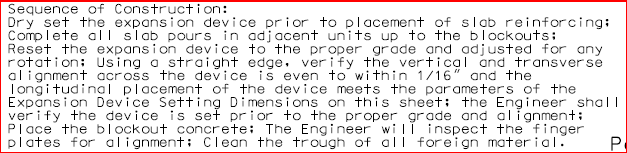 Sequence of Construction:
Dry set the expansion device prior to placement of slab reinforcing;
Complete all slab pours in adjacent units up to the blockouts;
Reset the expansion device to the proper grade and adjusted for any
rotation; Using a straight edge, verify the vertical and transverse
alignment across the device is even to within 1/16" and the
longitudinal placement of the device meets the parameters of the
Expansion Device Setting Dimensions on this sheet; the Engineer shall
verify the device is set prior to the proper grade and alignment;
Place the blockout concrete; The Engineer will inspect the finger
plates for alignment; Clean the trough of all foreign material.